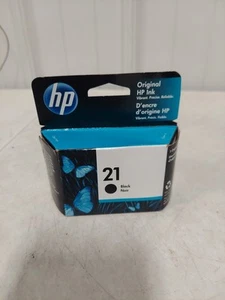 hp
Original
HP Ink
D'encre
d'origine HP
21
Black
Noir